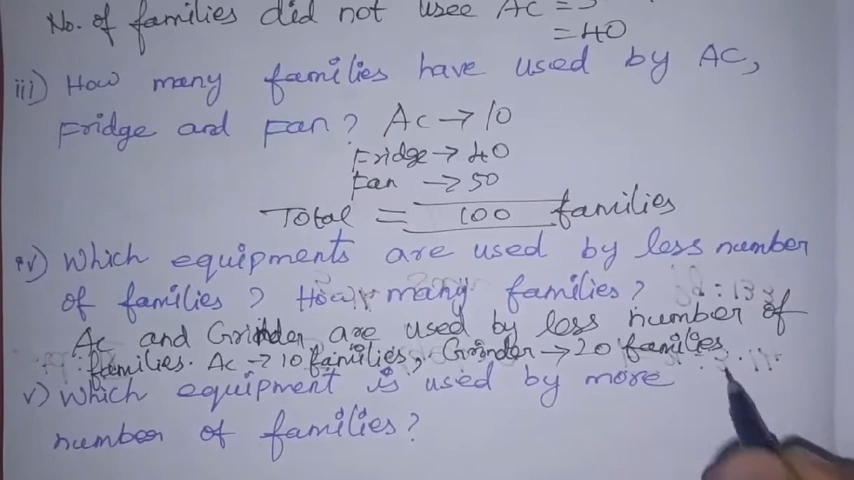 No. of families did not usee AC =
=40
iii) How many families have used by AC,
Fridge and Fan? AC → 10
Fridge → 40
Fan → 50
Total = 100 families
iv) Which equipments are used by less number
of families? How many families?
AC and Grinder are used by less number of
families. AC → 10 families, Grinder → 20 families
v) Which equipment is used by more
number of families?